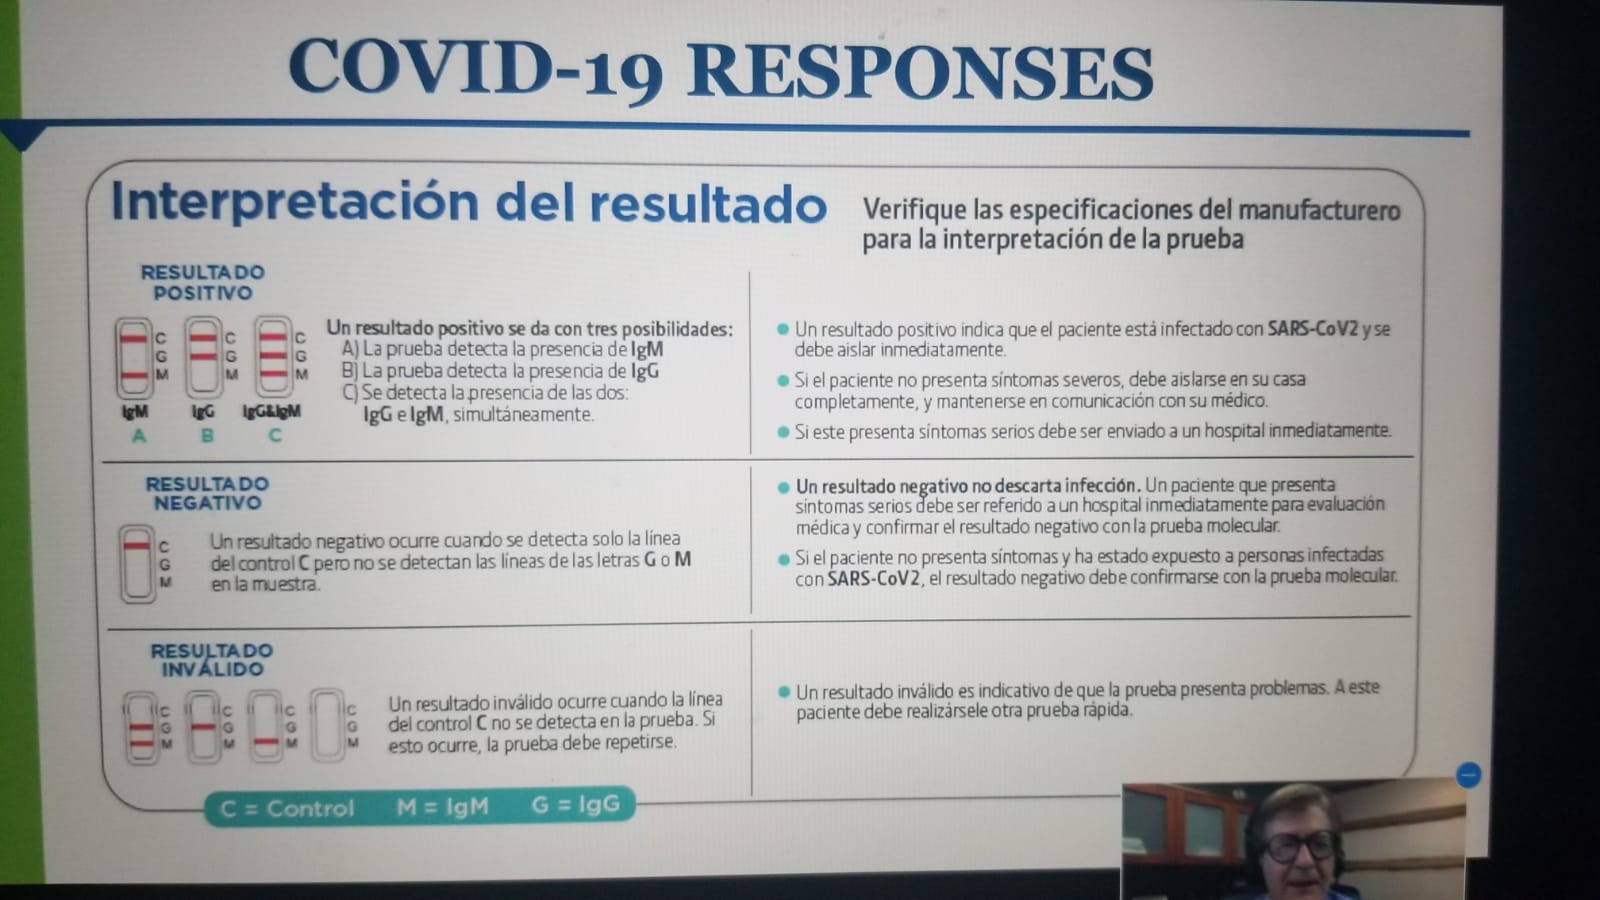 COVID-19 RESPONSES
Interpretación del resultado
Verifique las especificaciones del manufacturero
para la interpretación de la prueba
RESULTADO
POSITIVO
C C C
G G G
M M M
IgM IgG IgG&IgM
A B C
Un resultado positivo se da con tres posibilidades:
A) La prueba detecta la presencia de IgM
B) La prueba detecta la presencia de IgG
C) Se detecta la presencia de las dos:
IgG e IgM, simultáneamente.
Un resultado positivo indica que el paciente está infectado con SARS-CoV2 y se
debe aislar inmediatamente.
Si el paciente no presenta síntomas severos, debe aislarse en su casa
completamente, y mantenerse en comunicación con su médico.
Si este presenta síntomas serios debe ser enviado a un hospital inmediatamente.
RESULTADO
NEGATIVO
C
G
M
Un resultado negativo ocurre cuando se detecta solo la línea
del control C pero no se detectan las líneas de las letras G o M
en la muestra.
Un resultado negativo no descarta infección. Un paciente que presenta
síntomas serios debe ser referido a un hospital inmediatamente para evaluación
médica y confirmar el resultado negativo con la prueba molecular.
Si el paciente no presenta síntomas y ha estado expuesto a personas infectadas
con SARS-CoV2, el resultado negativo debe confirmarse con la prueba molecular.
RESULTADO
INVÁLIDO
C C C C
G G G G
M M M M
Un resultado inválido ocurre cuando la línea
del control C no se detecta en la prueba. Si
esto ocurre, la prueba debe repetirse.
Un resultado inválido es indicativo de que la prueba presenta problemas. A este
paciente debe realizársele otra prueba rápida.
C = Control M = IgM G = IgG